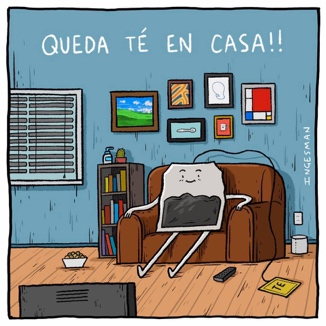 QUEDA TÉ EN CASA!!
INGESMAN
TÉ